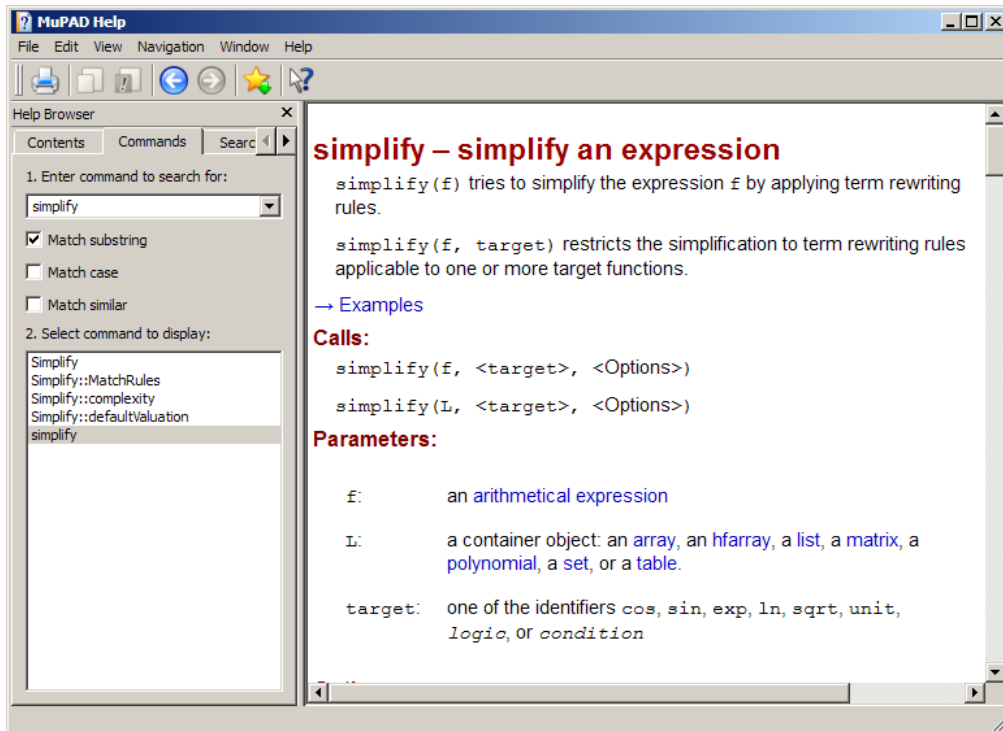 MuPAD Help
File Edit View Navigation Window Help
Help Browser
Contents Commands Searc
1. Enter command to search for:
simplify
Match substring
Match case
Match similar
2. Select command to display:
Simplify
Simplify::MatchRules
Simplify::complexity
Simplify::defaultValuation
simplify
simplify – simplify an expression
simplify(f) tries to simplify the expression f by applying term rewriting
rules.
simplify(f, target) restricts the simplification to term rewriting rules
applicable to one or more target functions.
→ Examples
Calls:
simplify(f, <target>, <Options>)
simplify(L, <target>, <Options>)
Parameters:
f: an arithmetical expression
L: a container object: an array, an hfarray, a list, a matrix, a
polynomial, a set, or a table.
target: one of the identifiers cos, sin, exp, ln, sqrt, unit,
logic, or condition